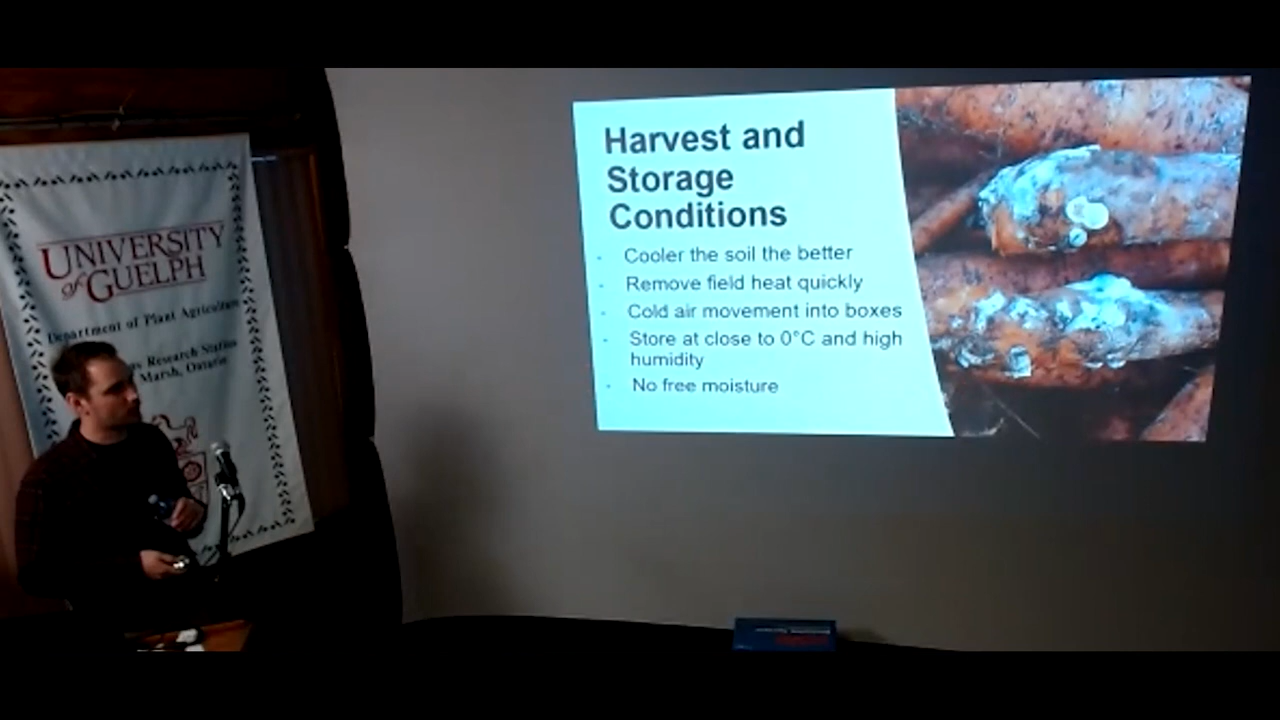 UNIVERSITY
of GUELPH
Department of Plant Agriculture
Research Station
Marsh, Ontario
Harvest and
Storage
Conditions
- Cooler the soil the better
- Remove field heat quickly
- Cold air movement into boxes
- Store at close to 0°C and high
humidity
- No free moisture